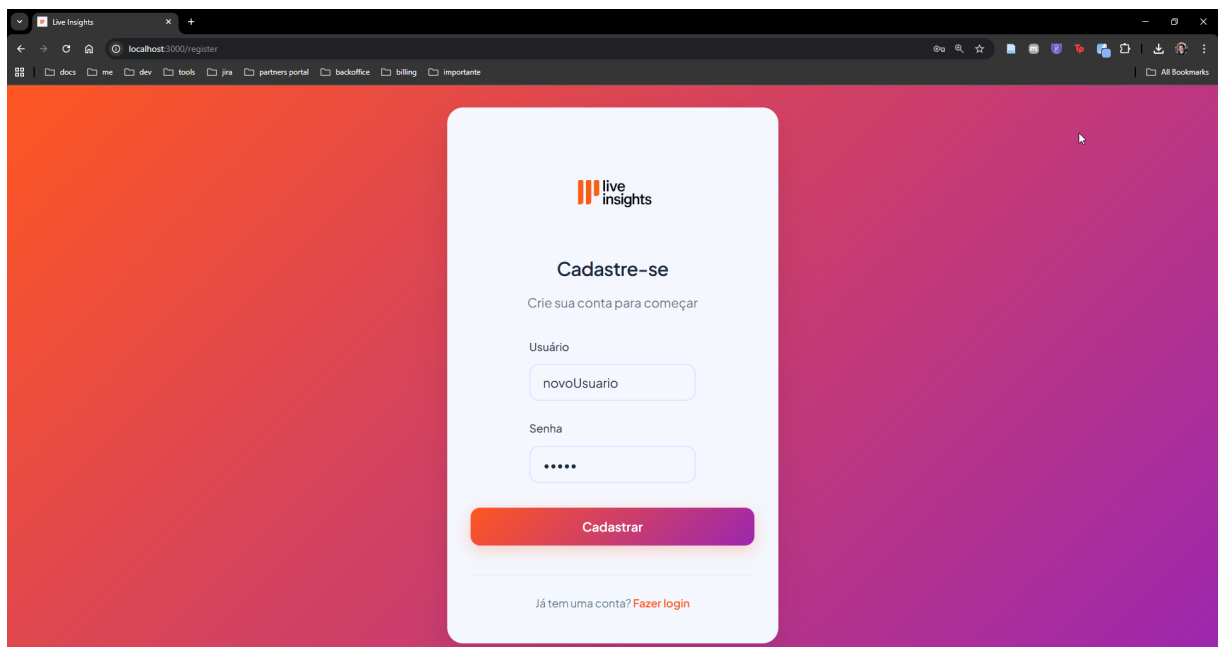 Live Insights
localhost:3000/register
docs me dev tools jira partners portal backoffice billing importante
All Bookmarks
live
insights
Cadastre-se
Crie sua conta para começar
Usuário
novoUsuario
Senha
•••••
Cadastrar
Já tem uma conta? Fazer login